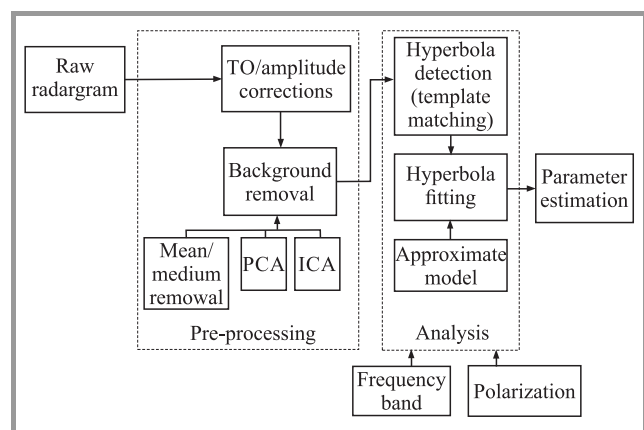 Raw
radargram
TO/amplitude
corrections
Background
removal
Mean/
medium
removal
PCA
ICA
Pre-processing
Hyperbola
detection
(template
matching)
Hyperbola
fitting
Approximate
model
Analysis
Parameter
estimation
Frequency
band
Polarization